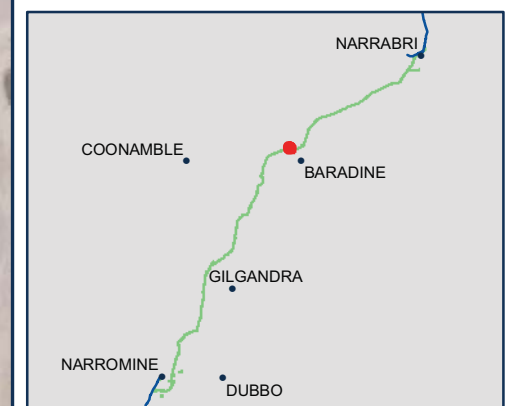 NARRABRI
COONAMBLE
BARADINE
GILGANDRA
NARROMINE
DUBBO